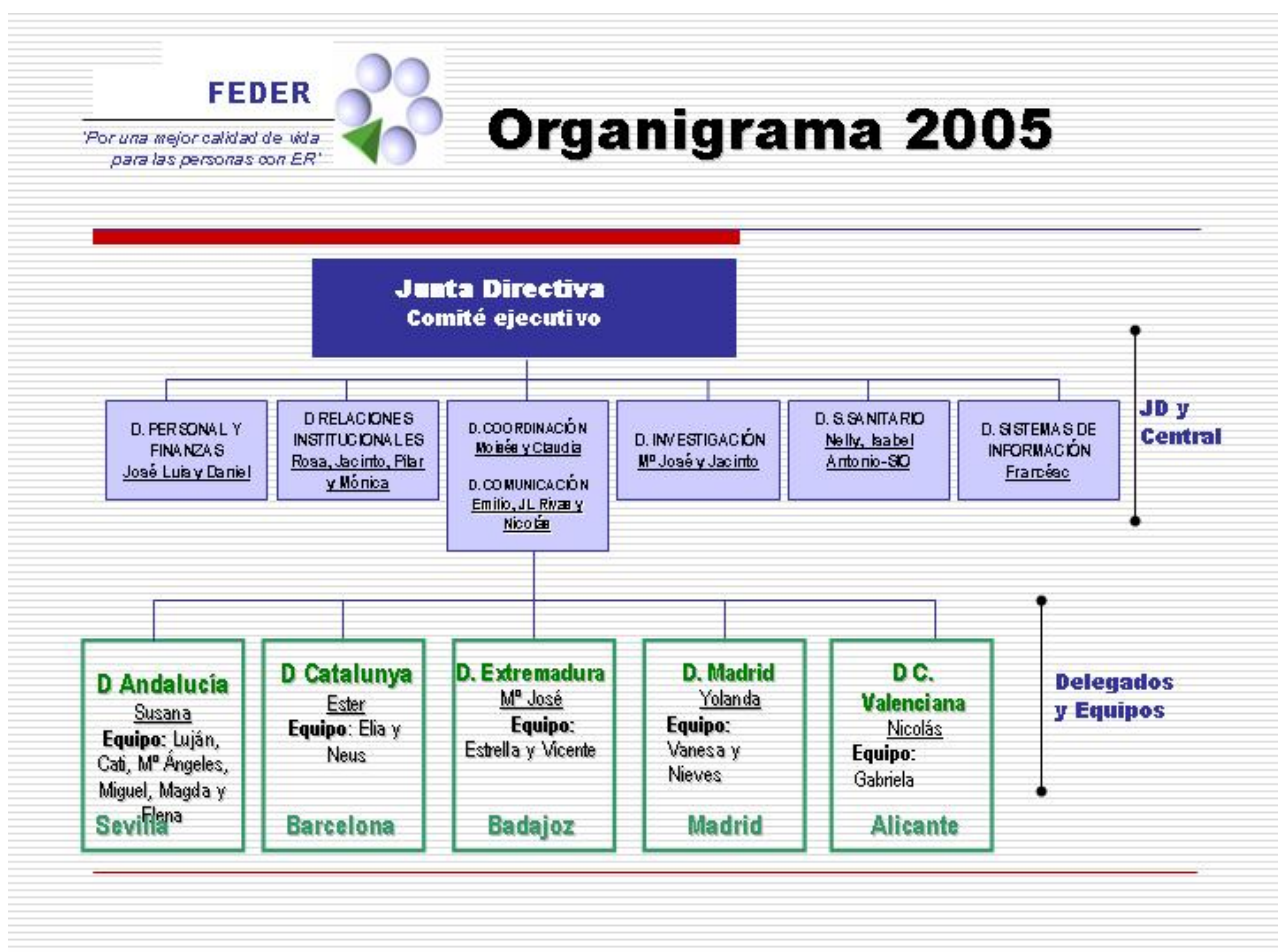 FEDER
'Por una mejor calidad de vida
para las personas con ER'
Organigrama 2005
Junta Directiva
Comité ejecutivo
D. PERSONAL Y
FINANZAS
José Luis y Daniel
D RELACIONES
INSTITUCIONALES
Rosa, Jacinto, Pilar
y Mónica
D. COORDINACIÓN
Moisés y Claudia
D. COMUNICACIÓN
Emilio, JL Rivas y
Nicolás
D. INVESTIGACIÓN
Mª José y Jacinto
D. S.SANITARIO
Nelly, Isabel
Antonio-SIO
D. SISTEMAS DE
INFORMACIÓN
Francésc
JD y
Central
D Andalucía
Susana
Equipo: Luján,
Cati, Mª Ángeles,
Miguel, Magda y
Elena
Sevilla
D Catalunya
Ester
Equipo: Elia y
Neus
Barcelona
D. Extremadura
Mª José
Equipo:
Estrella y Vicente
Badajoz
D. Madrid
Yolanda
Equipo:
Vanesa y
Nieves
Madrid
D C.
Valenciana
Nicolás
Equipo:
Gabriela
Alicante
Delegados
y Equipos